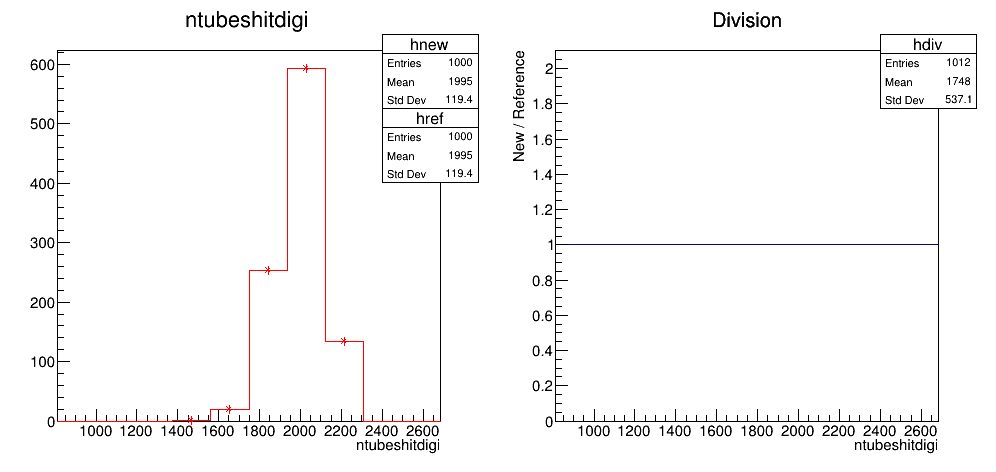 ntubeshitdigi
hnew
Entries 1000
Mean 1995
Std Dev 119.4
href
Entries 1000
Mean 1995
Std Dev 119.4
600
500
400
300
200
100
0
1000 1200 1400 1600 1800 2000 2200 2400 2600
ntubeshitdigi
Division
hdiv
Entries 1012
Mean 1748
Std Dev 537.1
New / Reference
2
1.8
1.6
1.4
1.2
1
0.8
0.6
0.4
0.2
0
1000 1200 1400 1600 1800 2000 2200 2400 2600
ntubeshitdigi